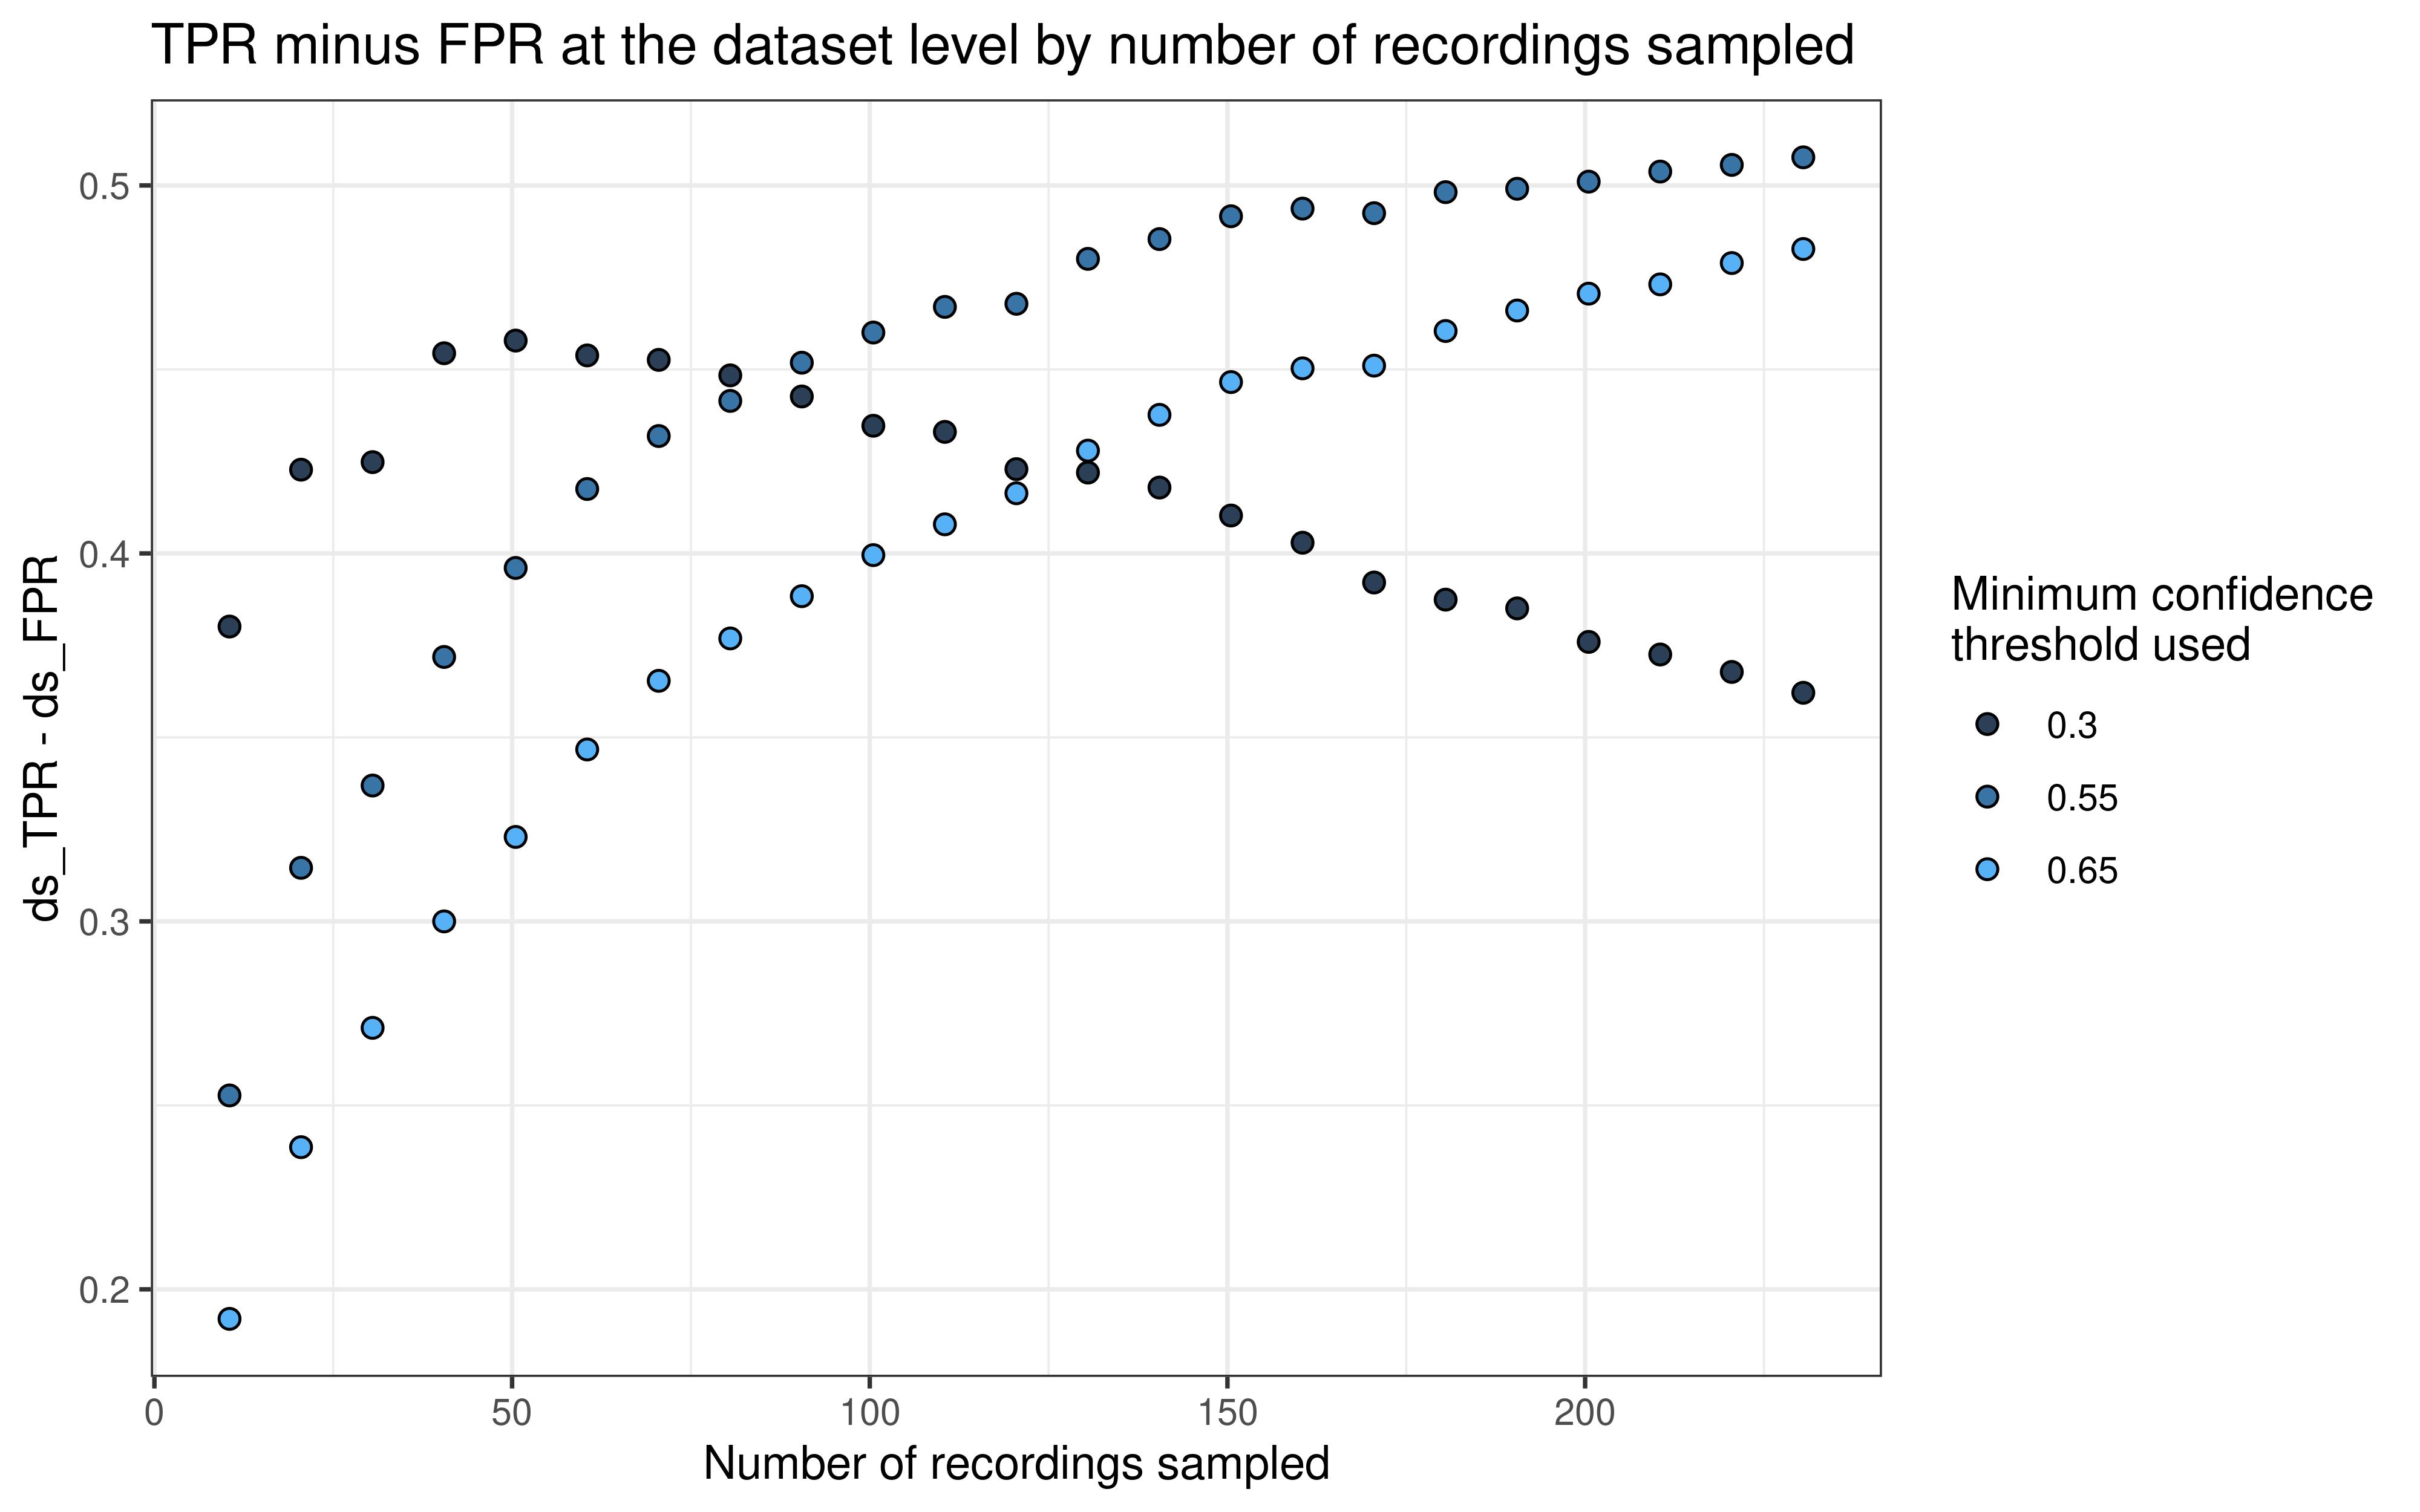 TPR minus FPR at the dataset level by number of recordings sampled
ds_TPR - ds_FPR
0.5
0.4
0.3
0.2
0
50
100
150
200
Number of recordings sampled
Minimum confidence
threshold used
0.3
0.55
0.65